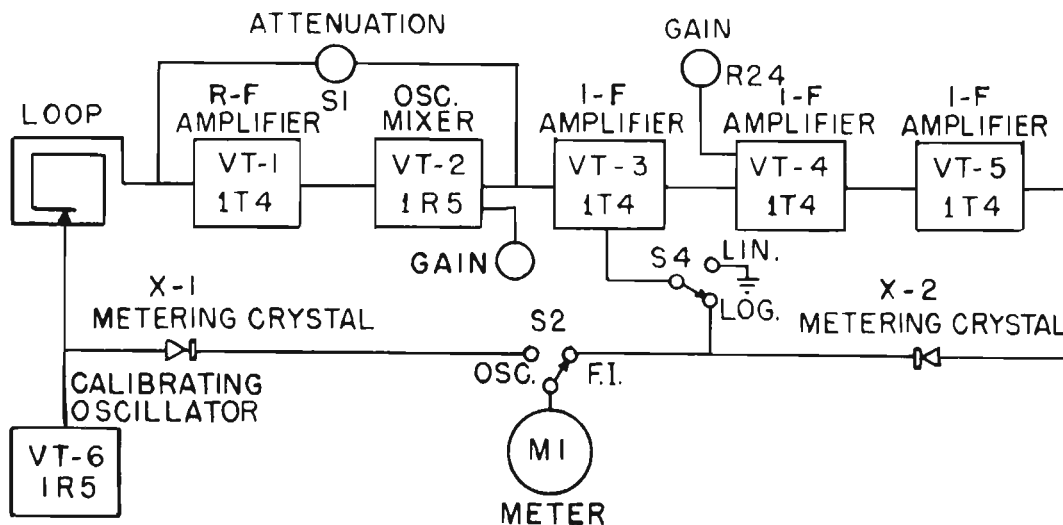 ATTENUATION
S1
GAIN
R24
LOOP
R-F
AMPLIFIER
VT-1
1T4
OSC.
MIXER
VT-2
1R5
GAIN
I-F
AMPLIFIER
VT-3
1T4
I-F
AMPLIFIER
VT-4
1T4
I-F
AMPLIFIER
VT-5
1T4
S4
LIN.
LOG.
X-1
METERING CRYSTAL
S2
OSC.
F.I.
X-2
METERING CRYSTAL
CALIBRATING
OSCILLATOR
VT-6
1R5
M1
METER